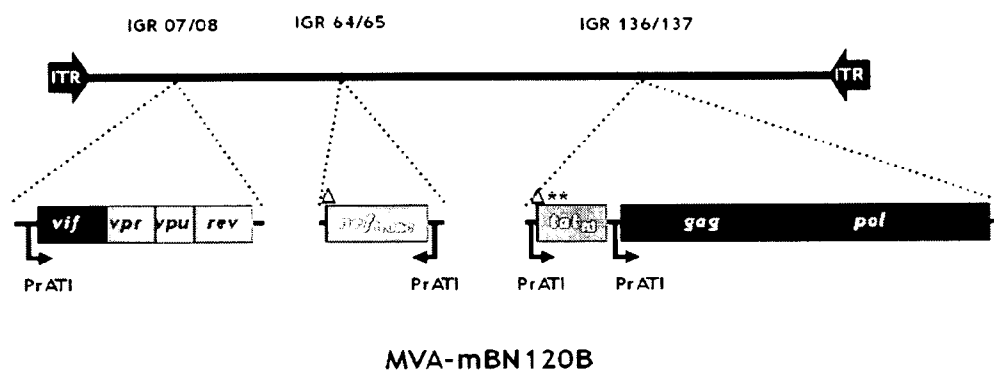 IGR 07/08 IGR 64/65 IGR 136/137
ITR ITR
**
vif vpr vpu rev tat gag pol
PrATI PrATI PrATI PrATI
MVA-mBN120B